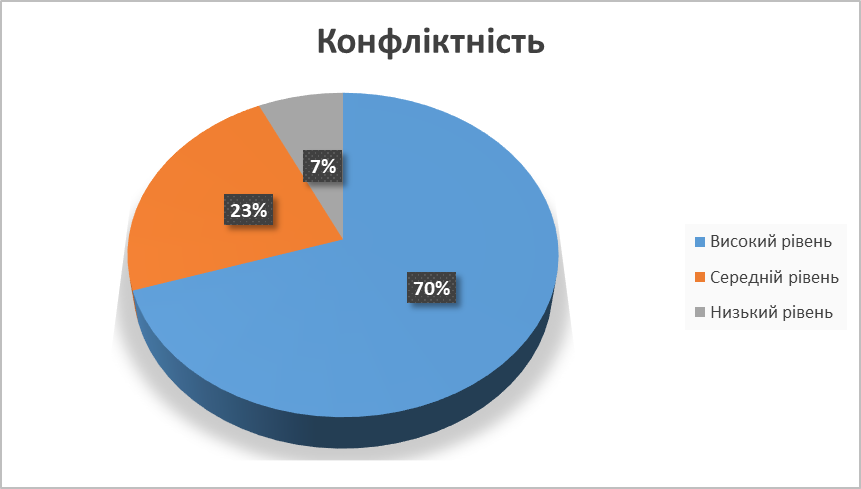 Конфліктність
7%
23%
70%
Високий рівень
Середній рівень
Низький рівень